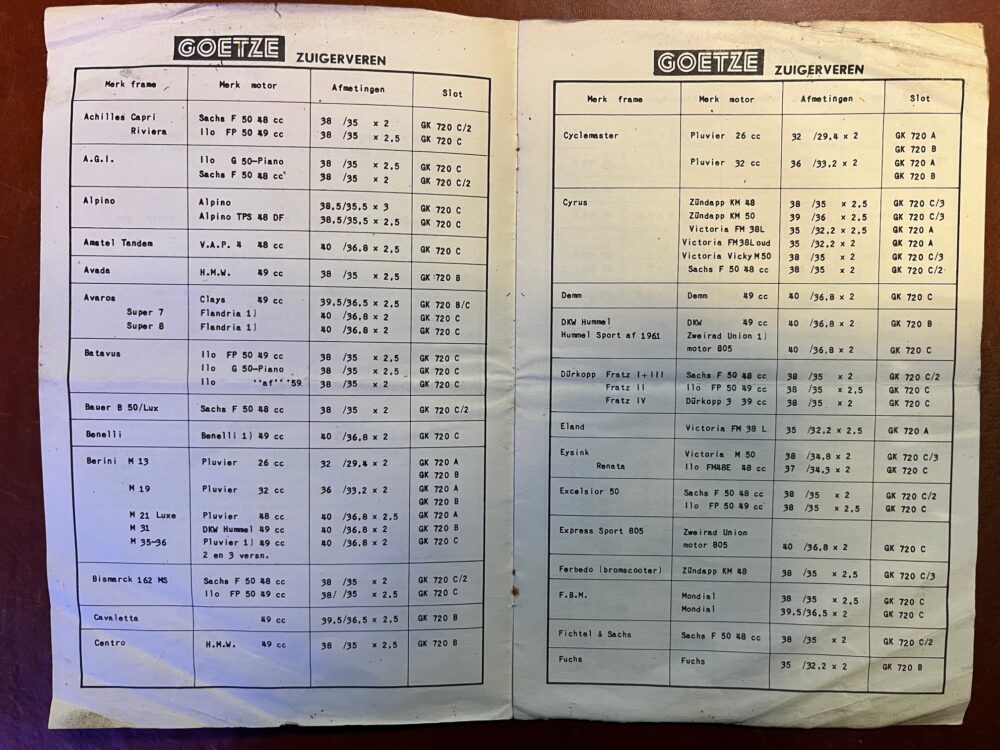 GOETZE ZUIGERVEREN
Merk frame Merk motor Afmetingen Slot
Achilles Capri Sachs F 50 48 cc 38 /35 x 2 GK 720 C/2
Riviera Ilo FP 50 49 cc 38 /35 x 2,5 GK 720 C
A.G.I. Ilo G 50-Piano 38 /35 x 2,5 GK 720 C
Sachs F 50 48 cc 38 /35 x 2 GK 720 C/2
Alpino Alpino 38,5/35,5 x 3 GK 720 C
Alpino TPS 48 DF 38,5/35,5 x 2,5 GK 720 C
Amatel Tandem V.A.P. 4 48 cc 40 /36,8 x 2,5 GK 720 C
Avada H.M.W. 49 cc 38 /35 x 2,5 GK 720 B
Avaros Clays 49 cc 39,5/36,5 x 2,5 GK 720 B/C
Super 7 Flandria 1) 40 /36,8 x 2 GK 720 C
Super 8 Flandria 1) 40 /36,8 x 2 GK 720 C
Batavus Ilo FP 50 49 cc 38 /35 x 2,5 GK 720 C
Ilo G 50-Piano 38 /35 x 2,5 GK 720 C
Ilo ''af'''59 38 /35 x 2 GK 720 C
Bauer B 50/Lux Sachs F 50 48 cc 38 /35 x 2 GK 720 C/2
Benelli Benelli 1) 49 cc 40 /36,8 x 2 GK 720 C
Berini M 13 Pluvier 26 cc 32 /29,4 x 2 GK 720 A
GK 720 B
M 19 Pluvier 32 cc 36 /33,2 x 2 GK 720 A
GK 720 B
M 21 Luxe Pluvier 48 cc 40 /36,8 x 2,5 GK 720 A
M 31 DKW Hummel 49 cc 40 /36,8 x 2 GK 720 B
M 35-36 Pluvier 1) 49 cc 40 /36,8 x 2 GK 720 C
2 en 3 versn.
Bismarck 162 MS Sachs F 50 48 cc 38 /35 x 2 GK 720 C/2
Ilo FP 50 49 cc 38/ /35 x 2,5 GK 720 C
Cavaletta 49 cc 39,5/36,5 x 2,5 GK 720 B
Centro H.M.W. 49 cc 38 /35 x 2,5 GK 720 B
GOETZE ZUIGERVEREN
Merk frame Merk motor Afmetingen Slot
Cyclemaster Pluvier 26 cc 32 /29,4 x 2 GK 720 A
GK 720 B
Pluvier 32 cc 36 /33,2 x 2 GK 720 A
GK 720 B
Cyrus Zündapp KM 48 38 /35 x 2,5 GK 720 C/3
Zündapp KM 50 39 /36 x 2,5 GK 720 C/3
Victoria FM 38L 35 /32,2 x 2,5 GK 720 A
Victoria FM38Loud 35 /32,2 x 2 GK 720 A
Victoria Vicky M50 38 /35 x 2 GK 720 C/3
Sachs F 50 48 cc 38 /35 x 2 GK 720 C/2
Demm Demm 49 cc 40 /36,8 x 2 GK 720 C
DKW Hummel DKW 49 cc 40 /36,8 x 2 GK 720 B
Hummel Sport af 1961 Zweirad Union 1)
motor 805 40 /36,8 x 2 GK 720 C
Dürkopp Fratz I+III Sachs F 50 48 cc 38 /35 x 2 GK 720 C/2
Fratz II Ilo FP 50 49 cc 38 /35 x 2,5 GK 720 C
Fratz IV Dürkopp 3 39 cc 38 /35 x 2 GK 720 C
Eland Victoria FM 38 L 35 /32,2 x 2,5 GK 720 A
Eysink Victoria M 50 38 /34,8 x 2 GK 720 C/3
Renata Ilo FM48E 48 cc 37 /34,3 x 2 GK 720 C
Excelsior 50 Sachs F 50 48 cc 38 /35 x 2 GK 720 C/2
Ilo FP 50 49 cc 38 /35 x 2,5 GK 720 C
Express Sport 805 Zweirad Union
motor 805 40 /36,8 x 2 GK 720 C
Ferbedo (bromscooter) Zündapp KM 48 38 /35 x 2,5 GK 720 C/3
F.B.M. Mondial 38 /35 x 2,5 GK 720 C
Mondial 39,5/36,5 x 2 GK 720 C
Fichtel & Sachs Sachs F 50 48 cc 38 /35 x 2 GK 720 C/2
Fuchs Fuchs 35 /32,2 x 2 GK 720 B